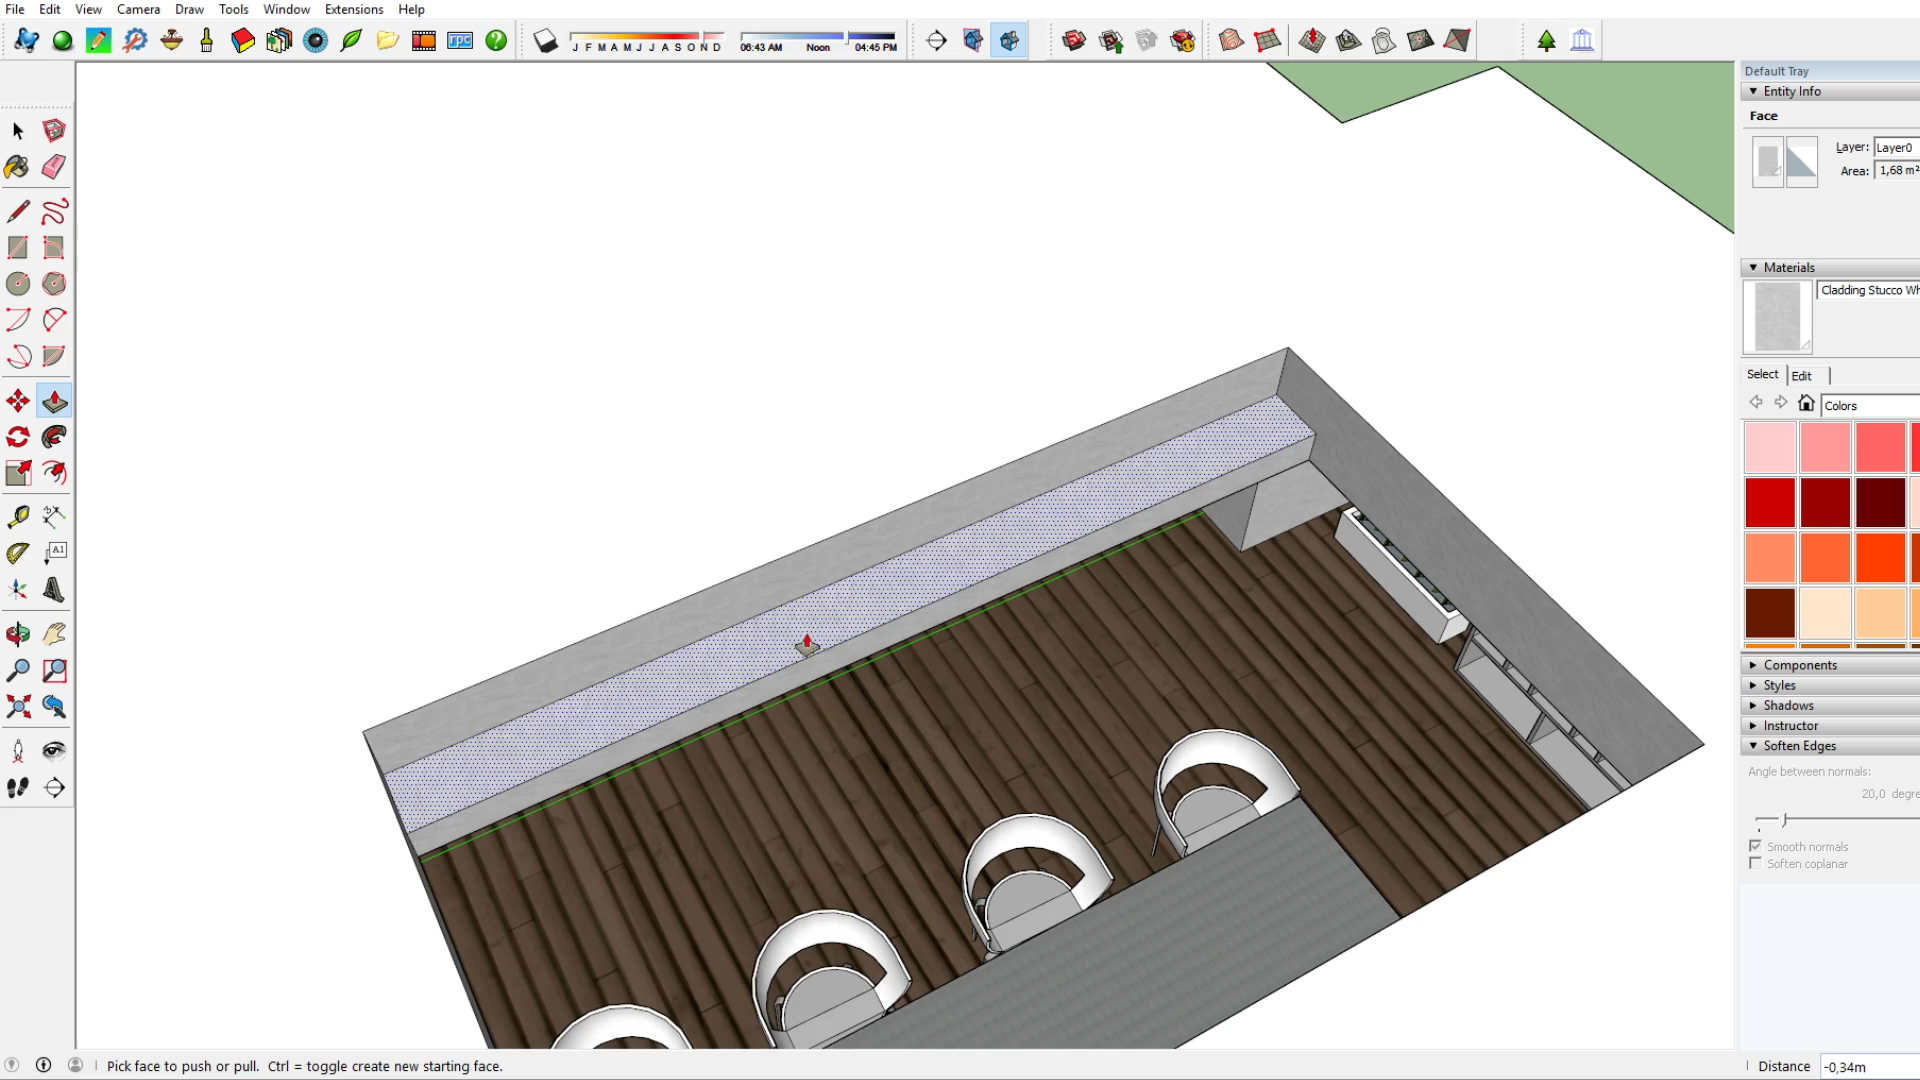 File Edit View Camera Draw Tools Window Extensions Help
J F M A M J J A S O N D
06:43 AM Noon 04:45 PM
Default Tray
Entity Info
Face
Layer: Layer0
Area: 1,68 m²
Materials
Cladding Stucco Wh
Select Edit
Colors
A1
Components
Styles
Shadows
Instructor
Soften Edges
Angle between normals:
20,0 degre
Smooth normals
Soften coplanar
Pick face to push or pull. Ctrl = toggle create new starting face.
Distance -0,34m